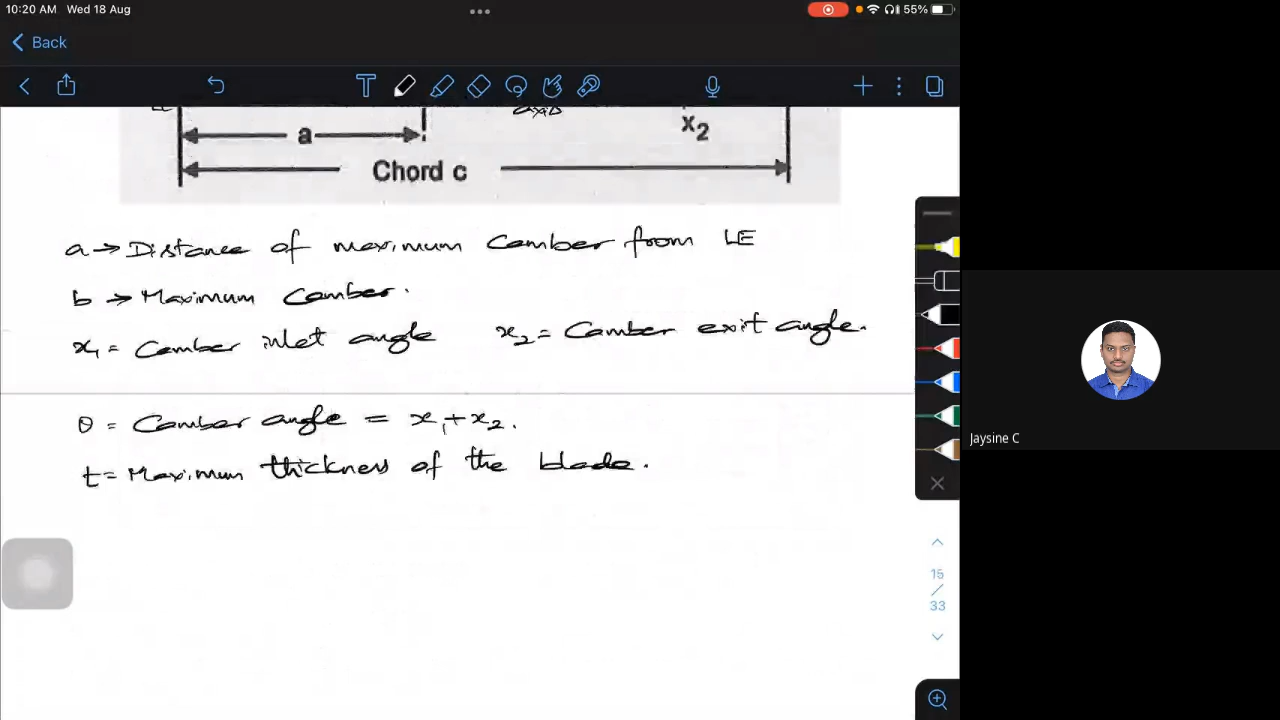 10:20 AM Wed 18 Aug
55%
Back
T
axis
a
x2
Chord c
a → Distance of maximum Camber from LE
b → Maximum Camber.
x1 = Camber inlet angle x2 = Camber exit angle.
θ = Camber angle = x1 + x2.
t = Maximum thickness of the blade.
15
/
33
Jaysine C